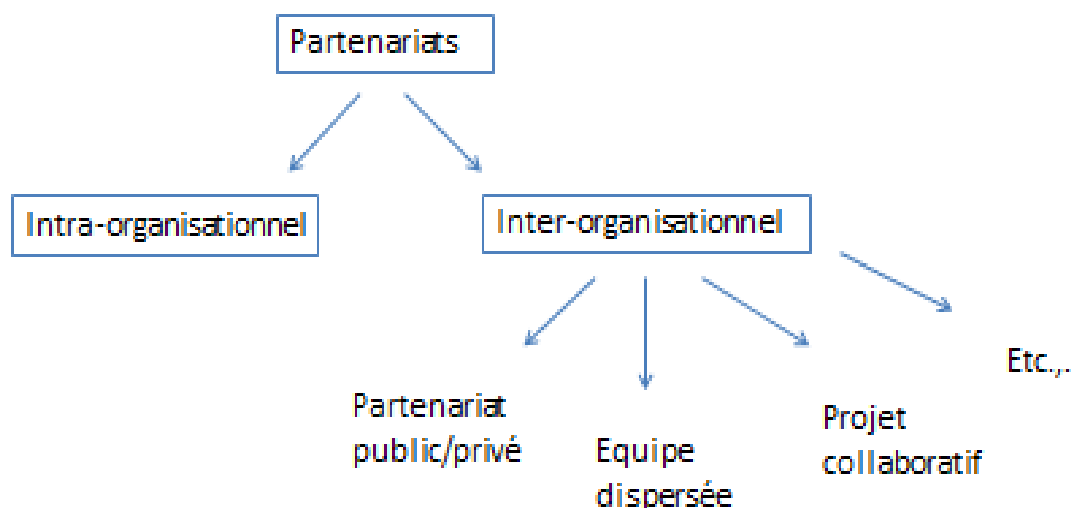 Partenariats
Intra-organisationnel
Inter-organisationnel
Partenariat
public/privé
Equipe
dispersée
Projet
collaboratif
Etc.,.